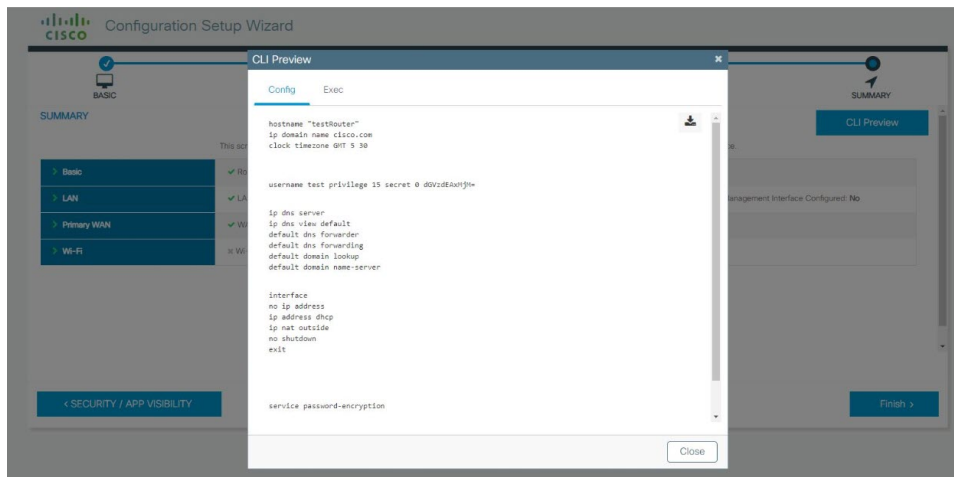 CISCO
Configuration Setup Wizard
BASIC
SUMMARY
SUMMARY
CLI Preview
This
> Basic
> LAN
Management Interface Configured: No
> Primary WAN
> Wi-Fi
< SECURITY / APP VISIBILITY
Finish >
CLI Preview
×
Config
Exec
hostname "testRouter"
ip domain name cisco.com
clock timezone GMT 5 30
username test privilege 15 secret 0 dGVzdEAxMjM=
ip dns server
ip dns view default
default dns forwarder
default dns forwarding
default domain lookup
default domain name-server
interface
no ip address
ip address dhcp
ip nat outside
no shutdown
exit
service password-encryption
Close